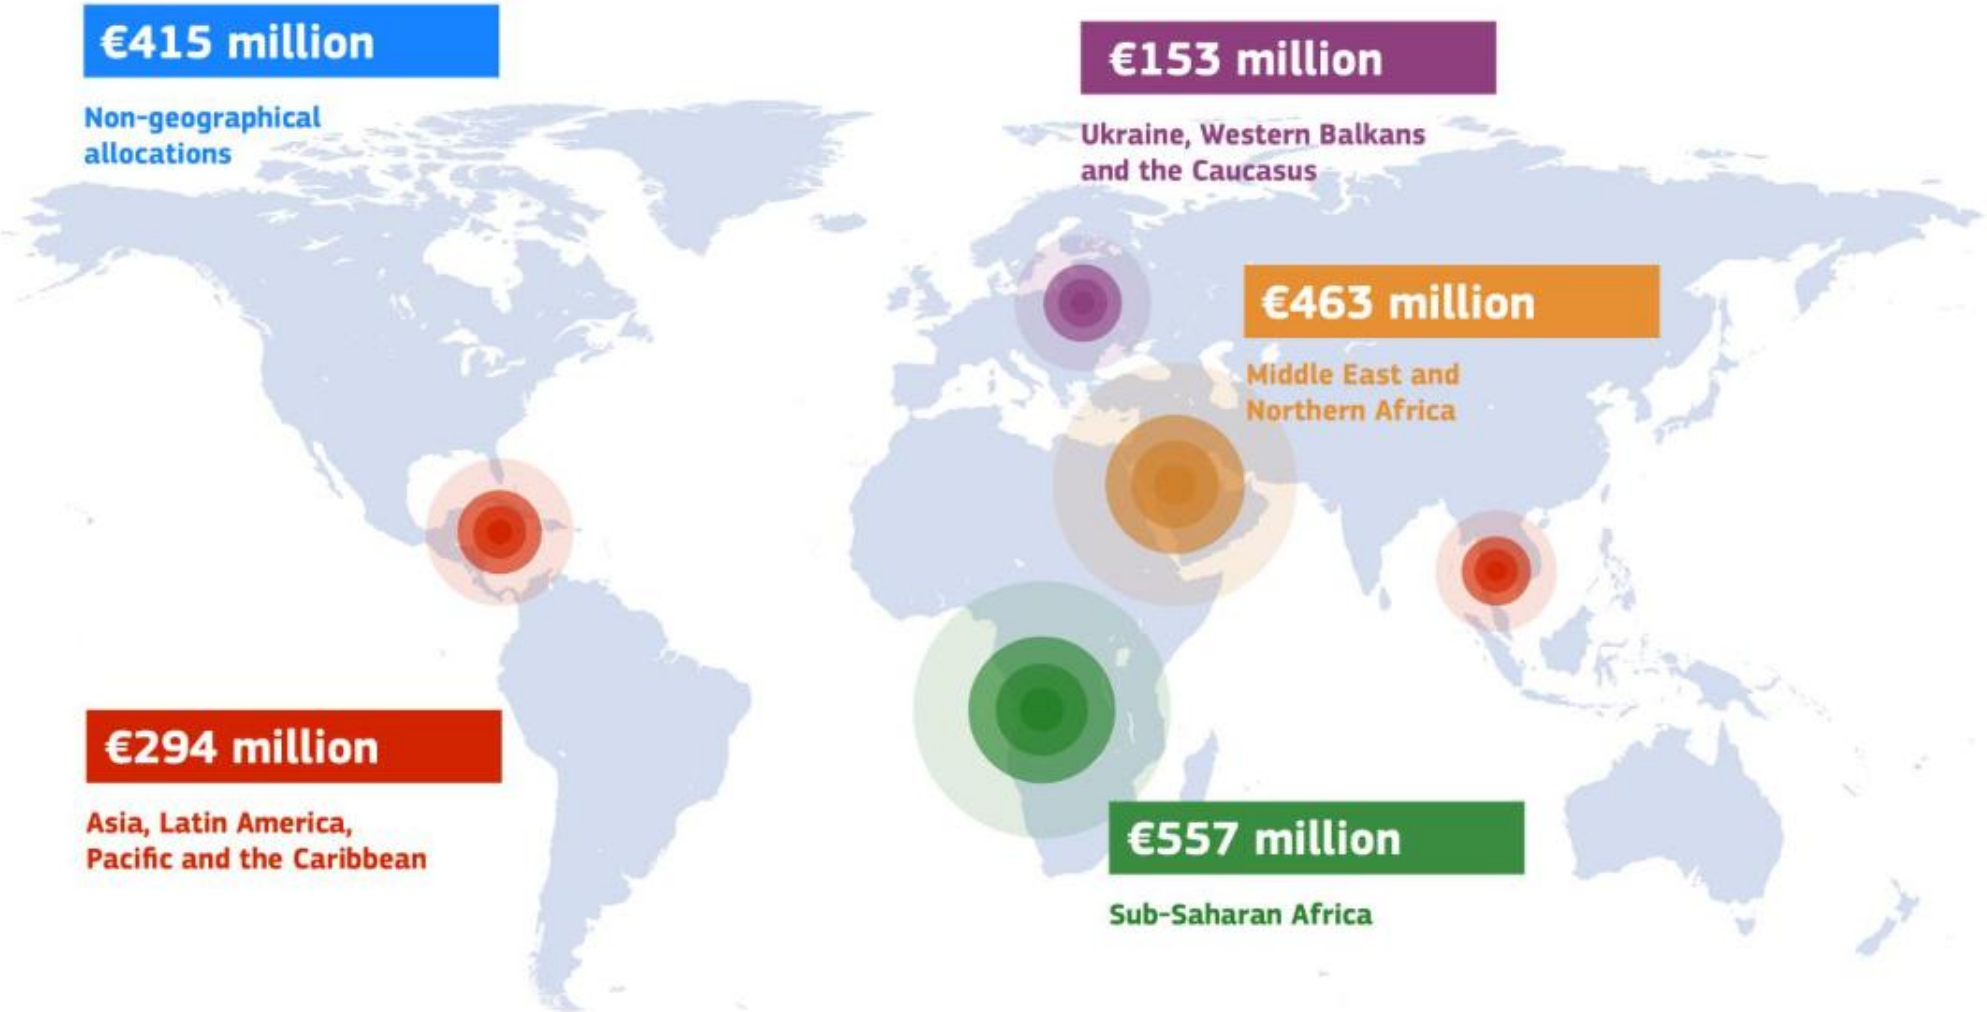 €415 million
Non-geographical
allocations
€153 million
Ukraine, Western Balkans
and the Caucasus
€463 million
Middle East and
Northern Africa
€294 million
Asia, Latin America,
Pacific and the Caribbean
€557 million
Sub-Saharan Africa